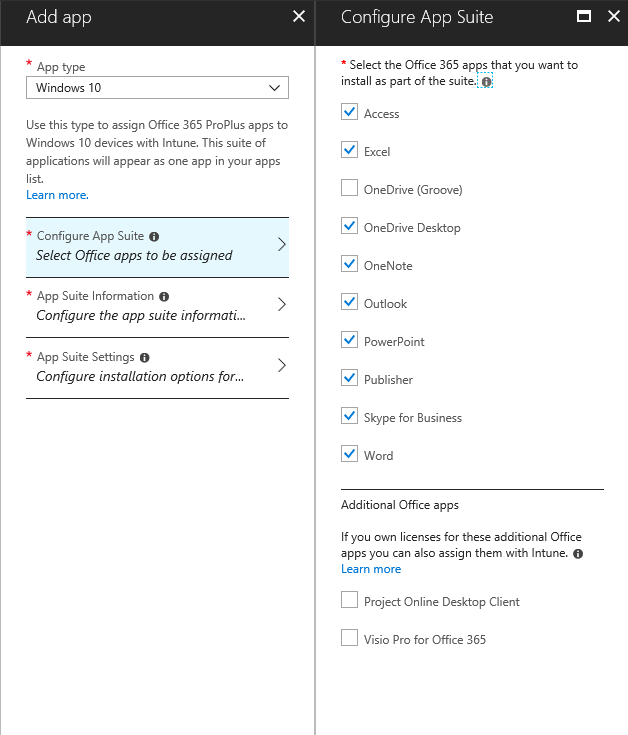 Add app
* App type
Windows 10
Use this type to assign Office 365 ProPlus apps to
Windows 10 devices with Intune. This suite of
applications will appear as one app in your apps
list.
Learn more.
* Configure App Suite
Select Office apps to be assigned
* App Suite Information
Configure the app suite informati...
* App Suite Settings
Configure installation options for...
Configure App Suite
* Select the Office 365 apps that you want to
install as part of the suite.
Access
Excel
OneDrive (Groove)
OneDrive Desktop
OneNote
Outlook
PowerPoint
Publisher
Skype for Business
Word
Additional Office apps
If you own licenses for these additional Office
apps you can also assign them with Intune.
Learn more
Project Online Desktop Client
Visio Pro for Office 365